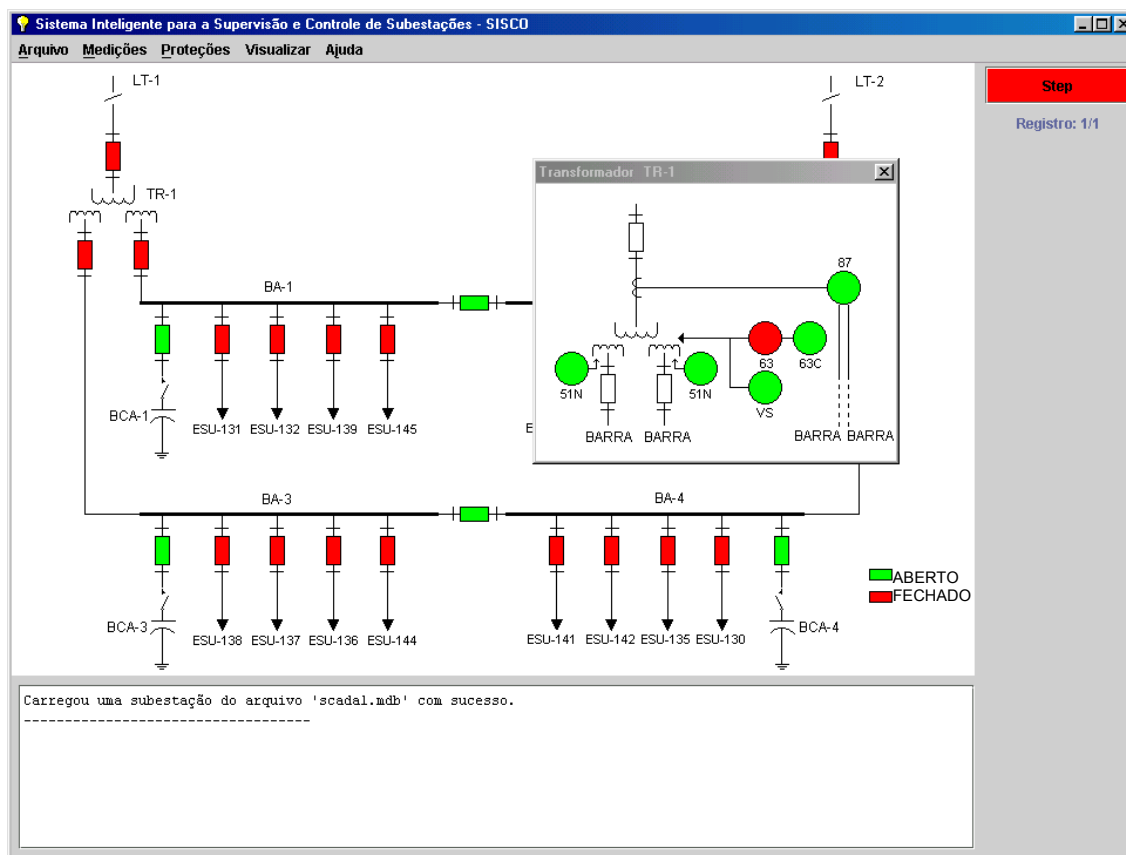 Sistema Inteligente para a Supervisão e Controle de Subestações - SISCO
Arquivo Medições Proteções Visualizar Ajuda
LT-1
LT-2
Step
Registro: 1/1
TR-1
Transformador TR-1
87
63
63C
51N
51N
VS
BARRA
BARRA
BARRA BARRA
BA-1
BCA-1
ESU-131
ESU-132
ESU-139
ESU-145
E
BA-3
BA-4
ABERTO
FECHADO
BCA-3
ESU-138
ESU-137
ESU-136
ESU-144
ESU-141
ESU-142
ESU-135
ESU-130
BCA-4
Carregou uma subestação do arquivo 'scada1.mdb' com sucesso.
-----------------------------------